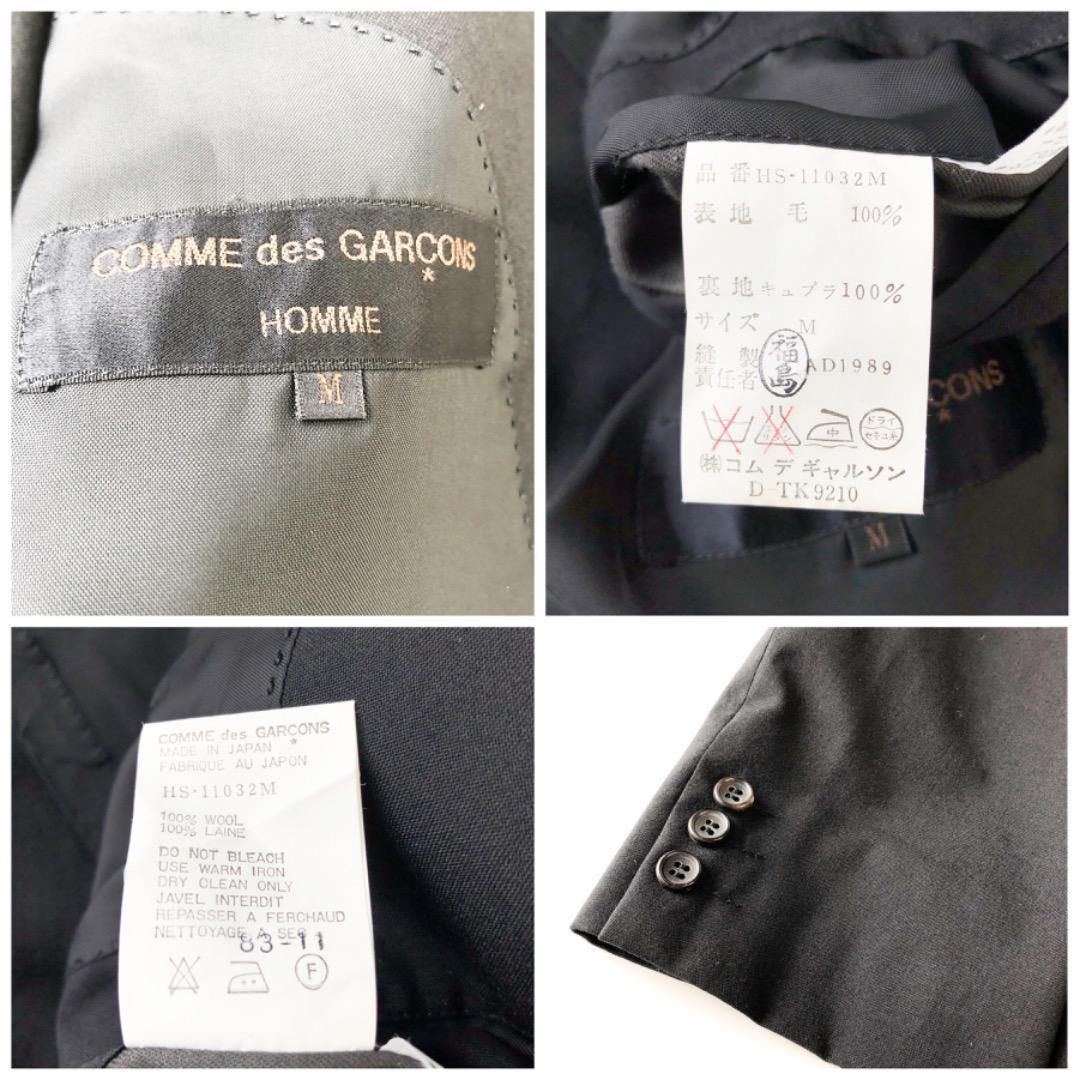 COMME des GARCONS
*
HOMME
M
品番 HS-11032M
表地 毛 100%
裏地 キュプラ 100%
サイズ M
縫製
責任者 福島 AD1989
中
ドライ
セキユ系
㈱コム デ ギャルソン
D-TK9210
CONS
*
M
COMME des GARCONS
*
MADE IN JAPAN
FABRIQUE AU JAPON
HS-11032M
100% WOOL
100% LAINE
DO NOT BLEACH
USE WARM IRON
DRY CLEAN ONLY
JAVEL INTERDIT
REPASSER A FERCHAUD
NETTOYAGE A SEC
83-11
F